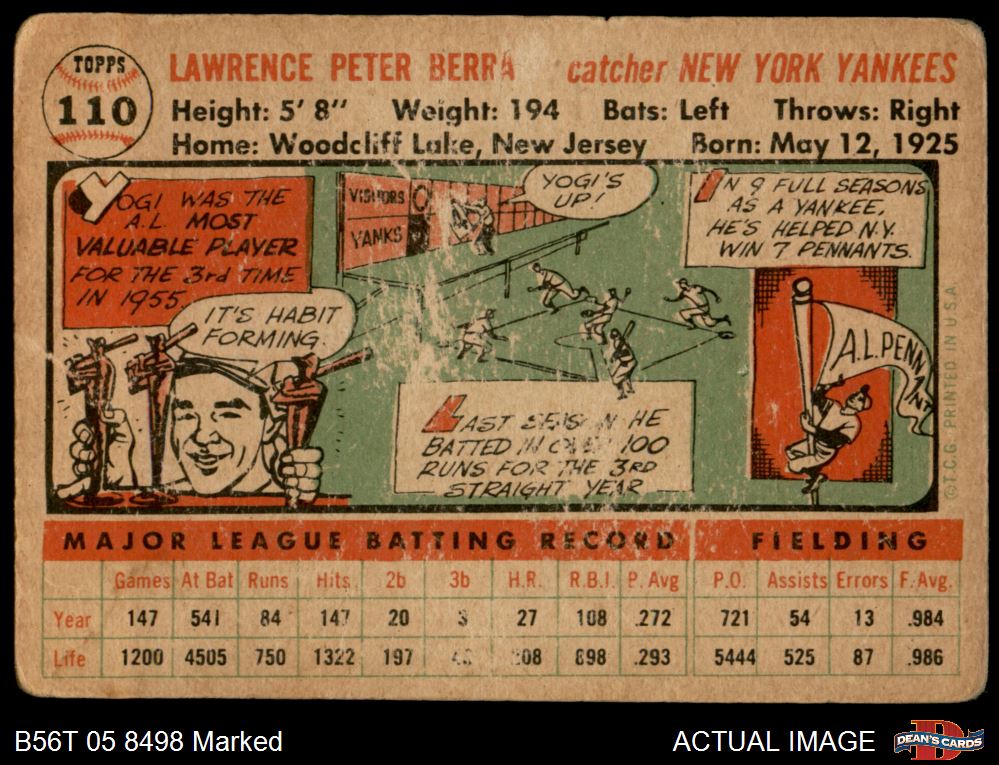 TOPPS
110
LAWRENCE PETER BERRA catcher NEW YORK YANKEES
Height: 5' 8" Weight: 194 Bats: Left Throws: Right
Home: Woodcliff Lake, New Jersey Born: May 12, 1925
YOGI WAS THE
A.L. MOST
VALUABLE PLAYER
FOR THE 3rd TIME
IN 1955.
IT'S HABIT
FORMING.
VISITORS
YANKS
YOGI'S
UP!
LAST SEASON HE
BATTED IN OVER 100
RUNS FOR THE 3RD
STRAIGHT YEAR
IN 9 FULL SEASONS
AS A YANKEE,
HE'S HELPED N.Y.
WIN 7 PENNANTS.
A.L. PENNANT
© T.C.G. PRINTED IN U.S.A.
MAJOR LEAGUE BATTING RECORD FIELDING
Games At Bat Runs Hits 2b 3b H.R. R.B.I. P. Avg P.O. Assists Errors F. Avg.
Year 147 541 84 147 20 3 27 108 .272 721 54 13 .984
Life 1200 4505 750 1322 197 08 898 .293 5444 525 87 .986
B56T 05 8498 Marked
ACTUAL IMAGE
DEAN'S CARDS